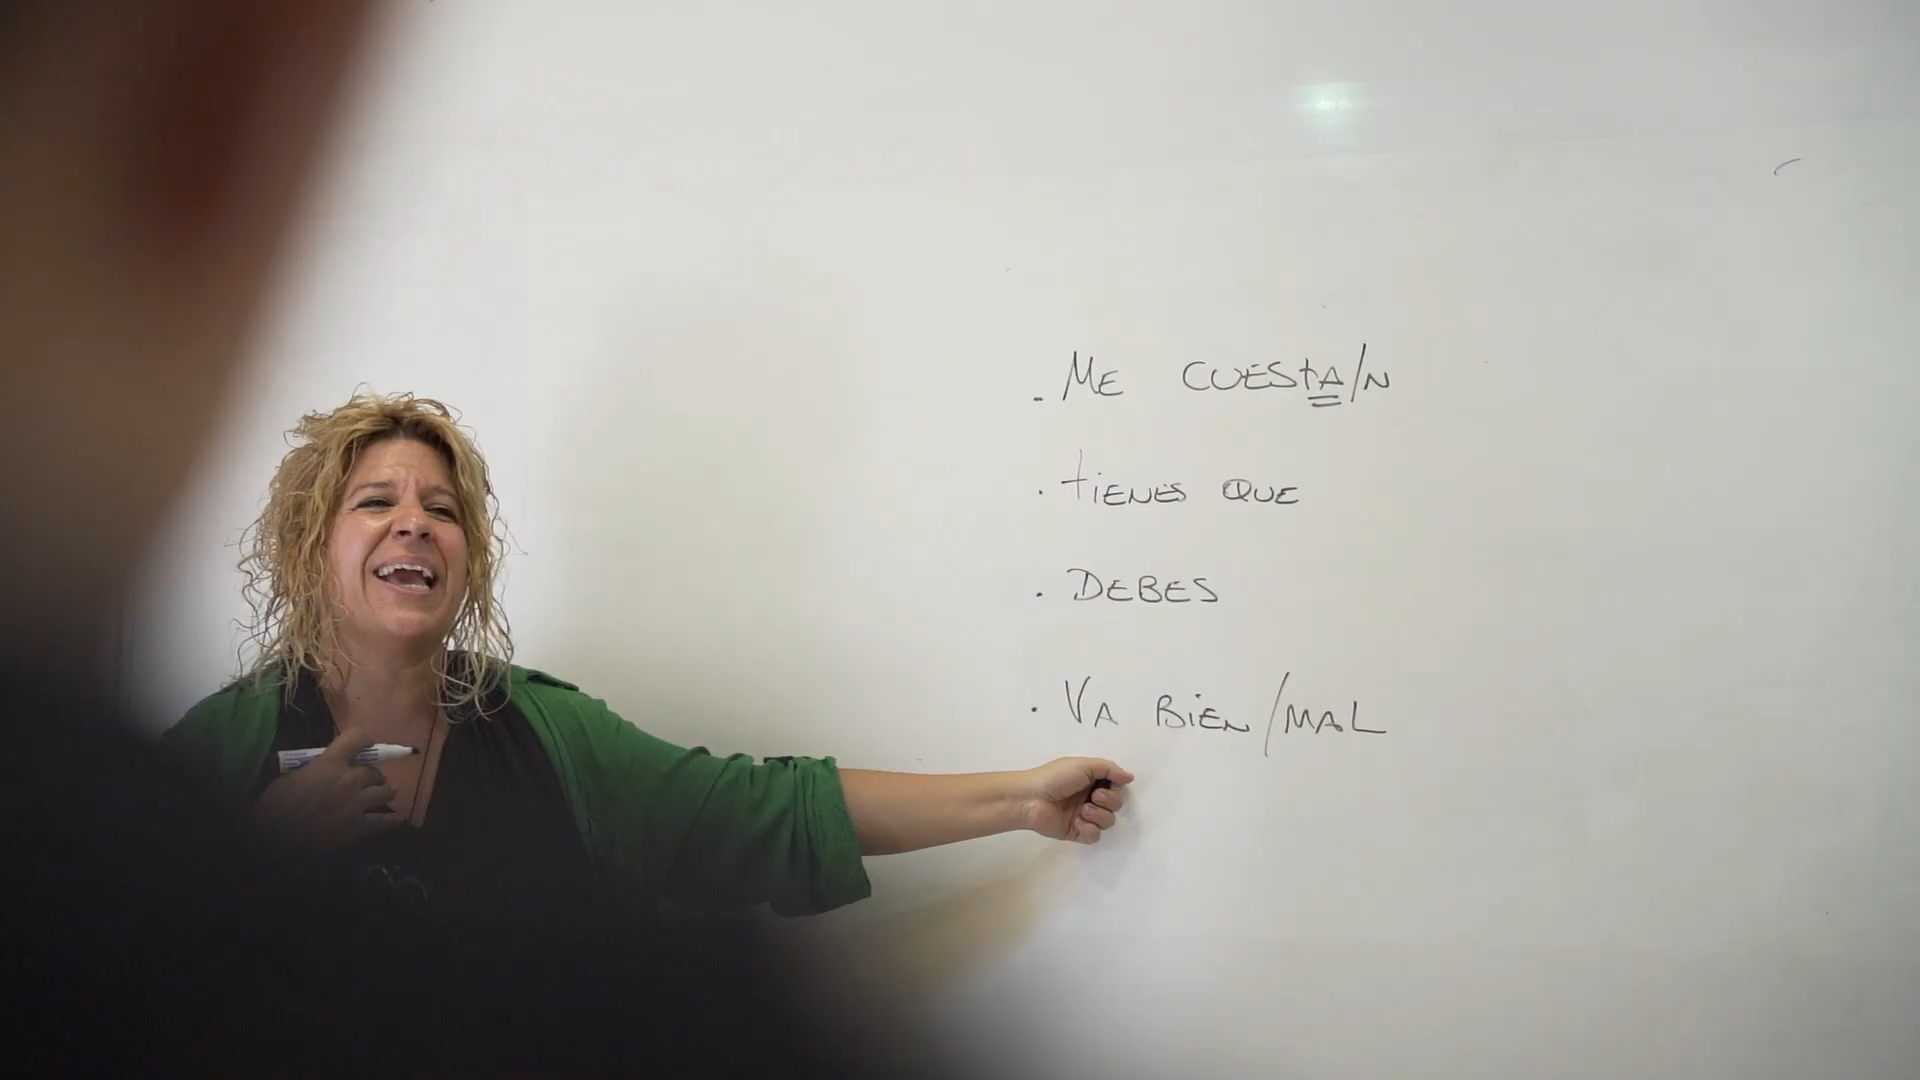 . ME CUESTA/N
. TIENES QUE
. DEBES
. VA BIEN/MAL